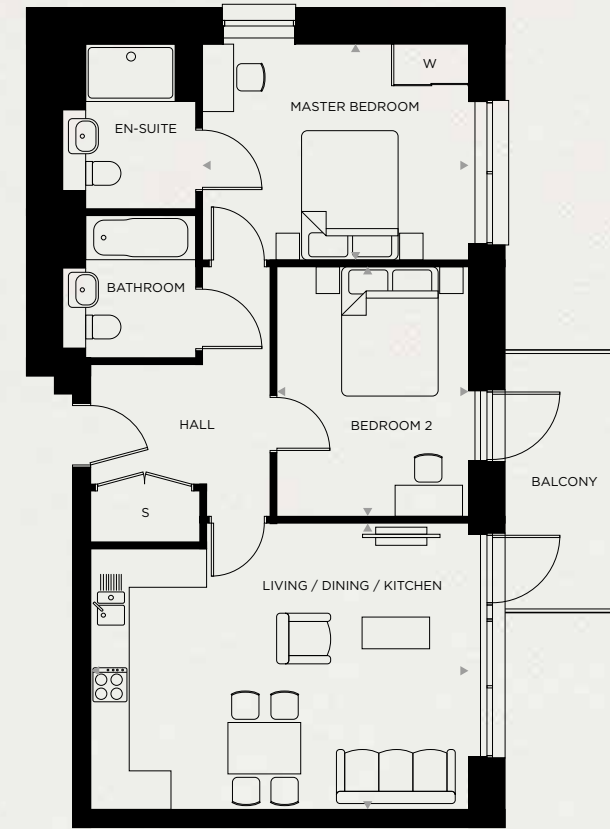 W
MASTER BEDROOM
EN-SUITE
BATHROOM
HALL
BEDROOM 2
BALCONY
S
LIVING / DINING / KITCHEN